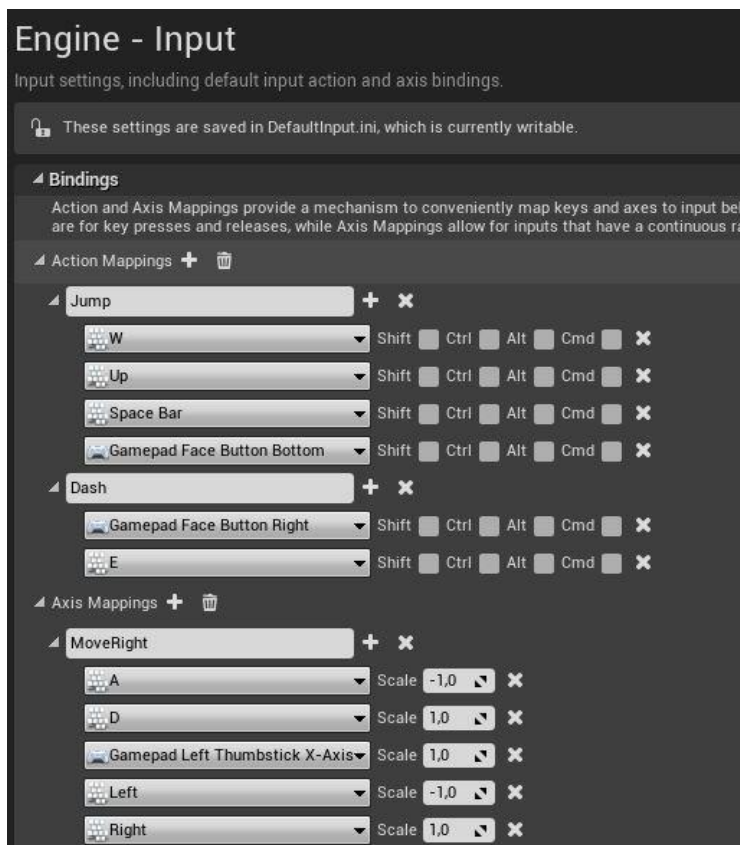 Engine - Input
Input settings, including default input action and axis bindings.
These settings are saved in DefaultInput.ini, which is currently writable.
Bindings
Action and Axis Mappings provide a mechanism to conveniently map keys and axes to input
are for key presses and releases, while Axis Mappings allow for inputs that have a continuous
Action Mappings
Jump
W Shift Ctrl Alt Cmd
Up Shift Ctrl Alt Cmd
Space Bar Shift Ctrl Alt Cmd
Gamepad Face Button Bottom Shift Ctrl Alt Cmd
Dash
Gamepad Face Button Right Shift Ctrl Alt Cmd
E Shift Ctrl Alt Cmd
Axis Mappings
MoveRight
A Scale -1,0
D Scale 1,0
Gamepad Left Thumbstick X-Axis Scale 1,0
Left Scale -1,0
Right Scale 1,0